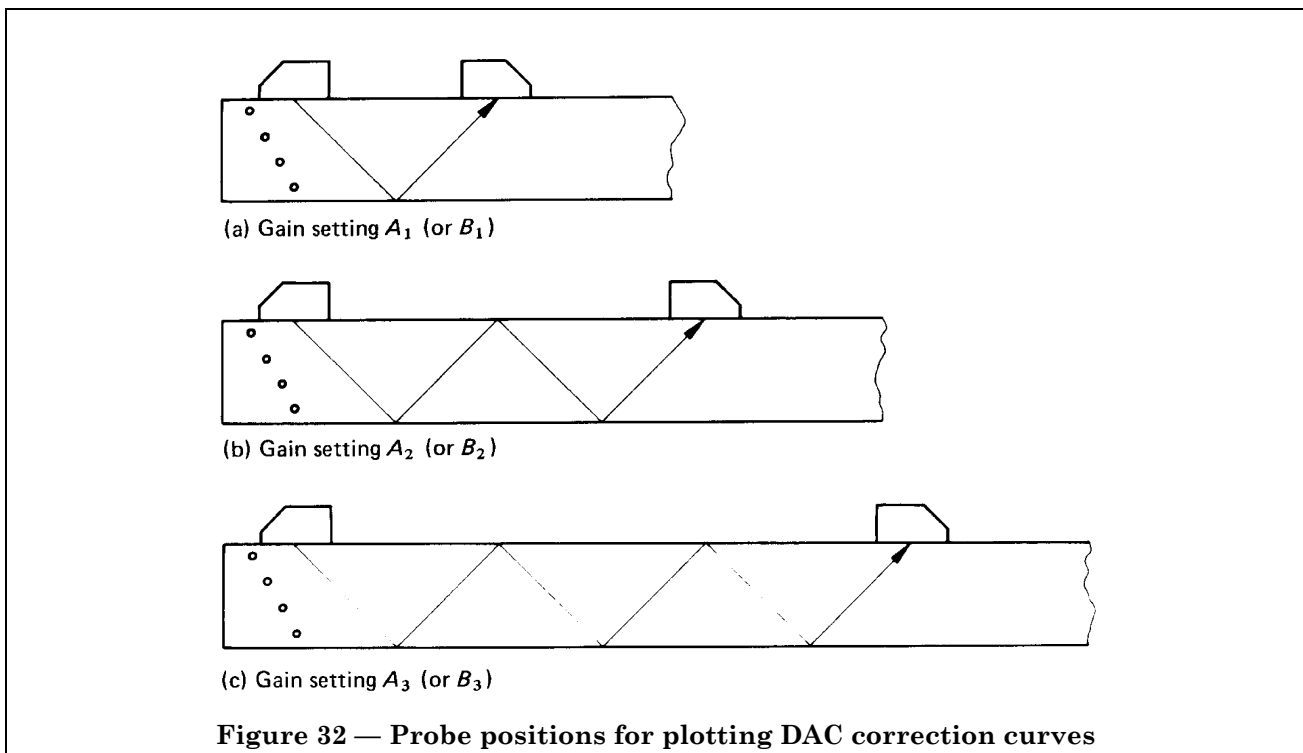 (a) Gain setting A₁ (or B₁)
(b) Gain setting A₂ (or B₂)
(c) Gain setting A₃ (or B₃)
Figure 32 — Probe positions for plotting DAC correction curves